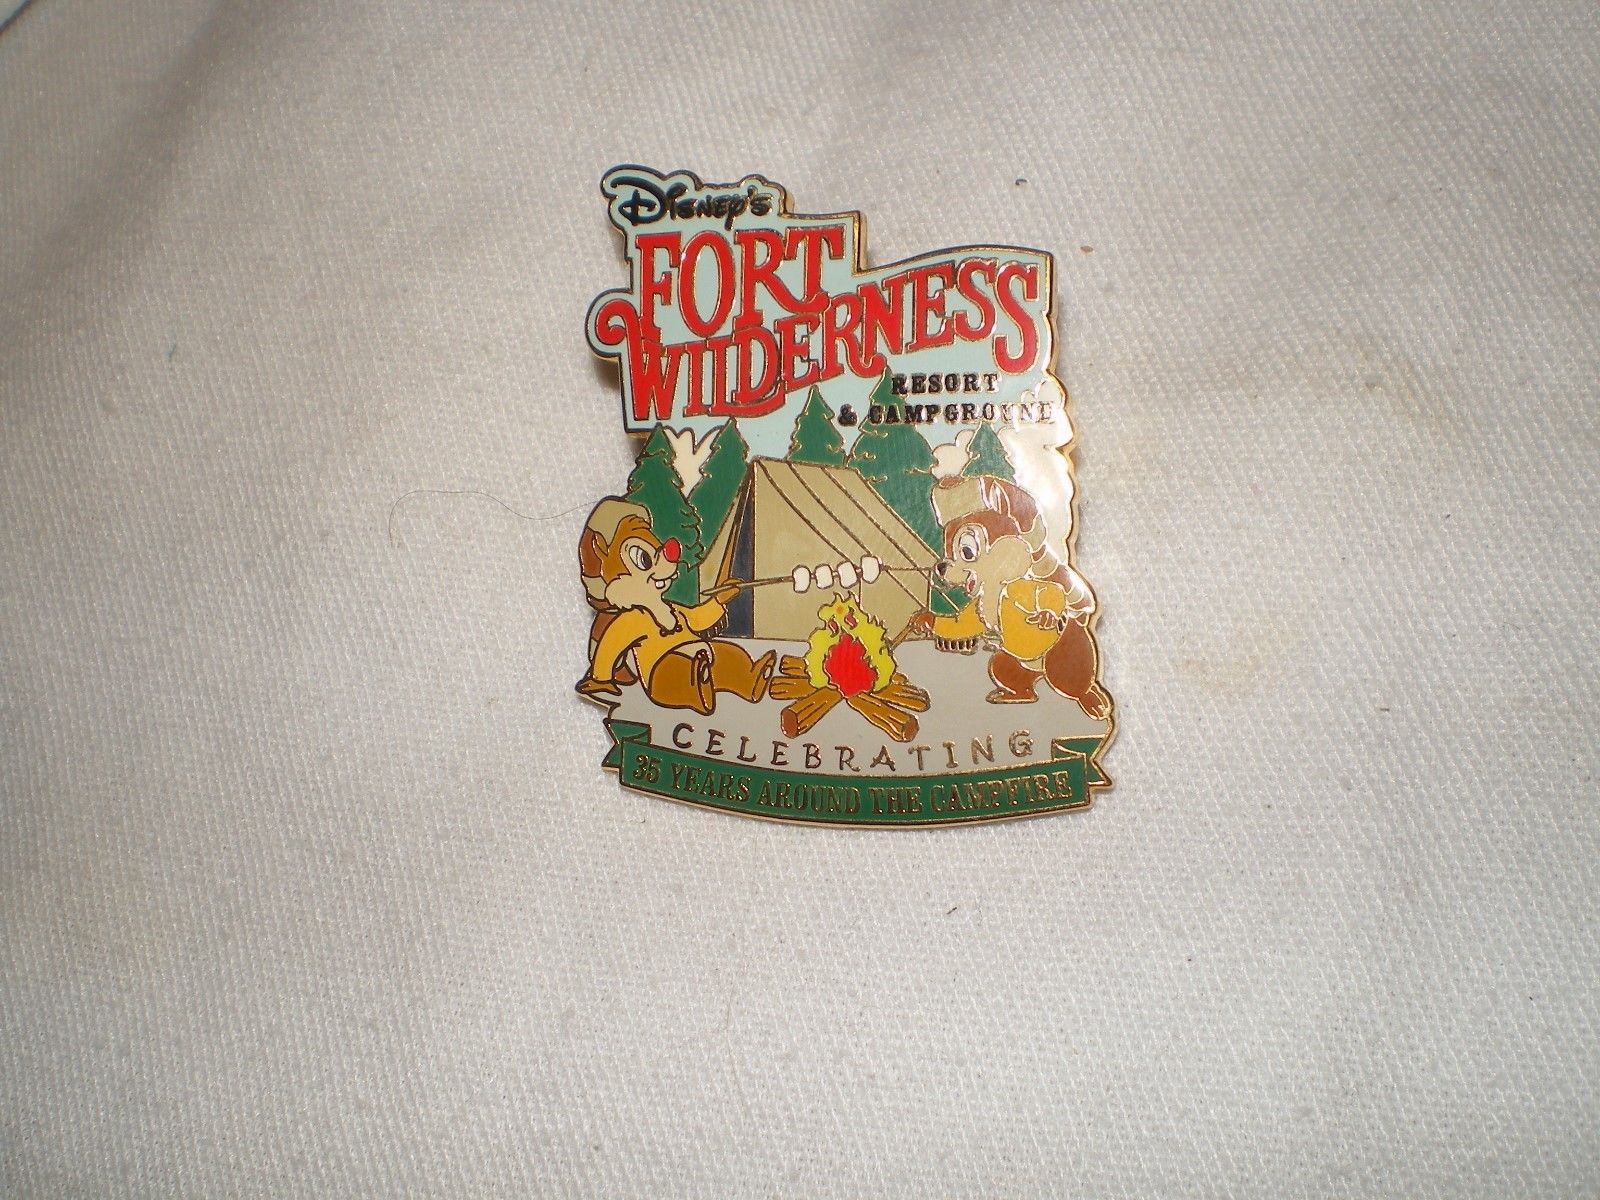 Disney's
FORT
WILDERNESS
RESORT
& CAMPGROUND
CELEBRATING
35 YEARS AROUND THE CAMPFIRE